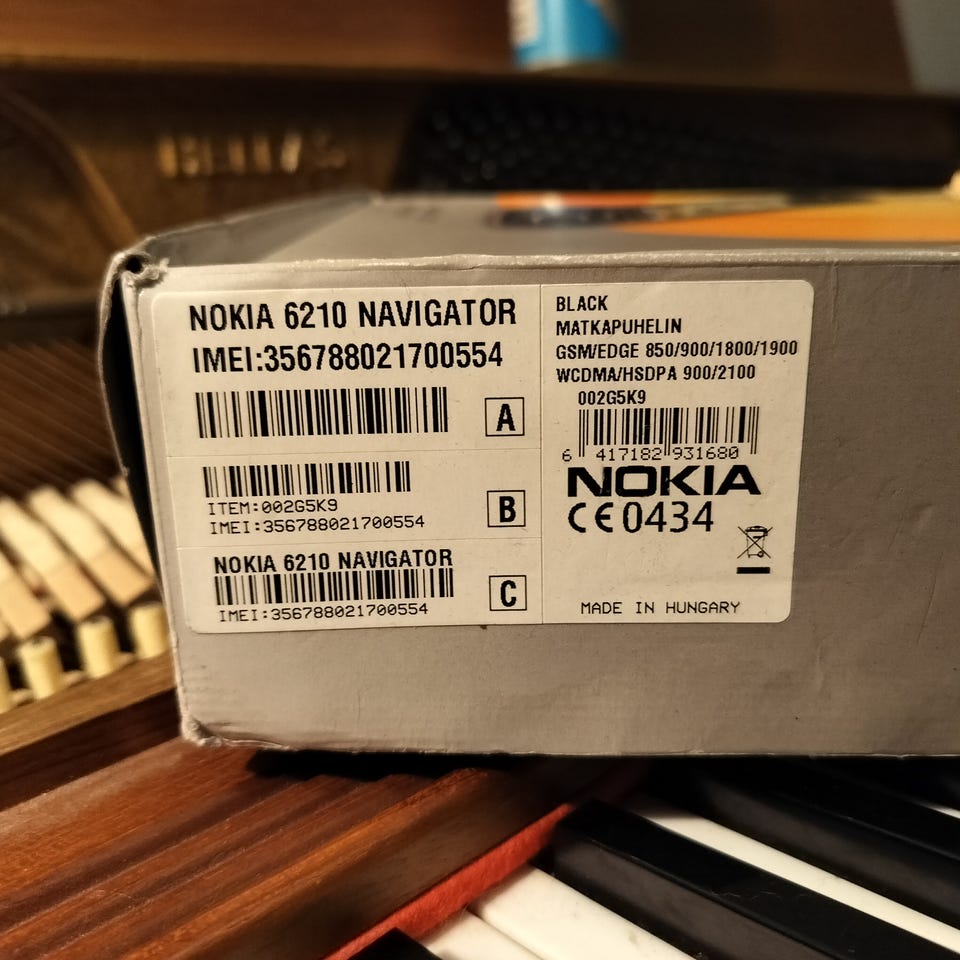 NOKIA 6210 NAVIGATOR
IMEI:356788021700554
A
B
ITEM:002G5K9
IMEI:356788021700554
NOKIA 6210 NAVIGATOR
C
IMEI:356788021700554
BLACK
MATKAPUHELIN
GSM/EDGE 850/900/1800/1900
WCDMA/HSDPA 900/2100
002G5K9
6 417182 931680
NOKIA
CE0434
MADE IN HUNGARY